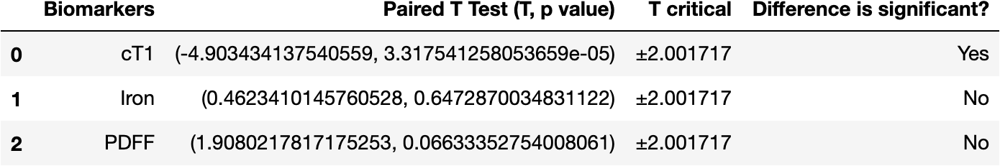 Biomarkers Paired T Test (T, p value) T critical Difference is significant?
0 cT1 (-4.903434137540559, 3.317541258053659e-05) ±2.001717 Yes
1 Iron (0.4623410145760528, 0.6472870034831122) ±2.001717 No
2 PDFF (1.9080217817175253, 0.06633352754008061) ±2.001717 No